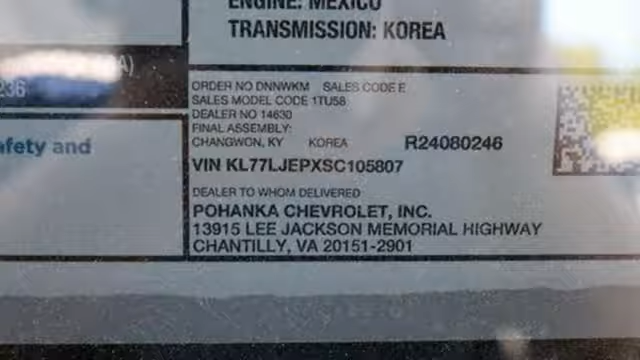 ENGINE: MEXICO
TRANSMISSION: KOREA
236
afety and
ORDER NO DNNWKM SALES CODE E
SALES MODEL CODE 1TU58
DEALER NO 14630
FINAL ASSEMBLY:
CHANGWON, KY KOREA R24080246
VIN KL77LJEPXSC105807
DEALER TO WHOM DELIVERED
POHANKA CHEVROLET, INC.
13915 LEE JACKSON MEMORIAL HIGHWAY
CHANTILLY, VA 20151-2901